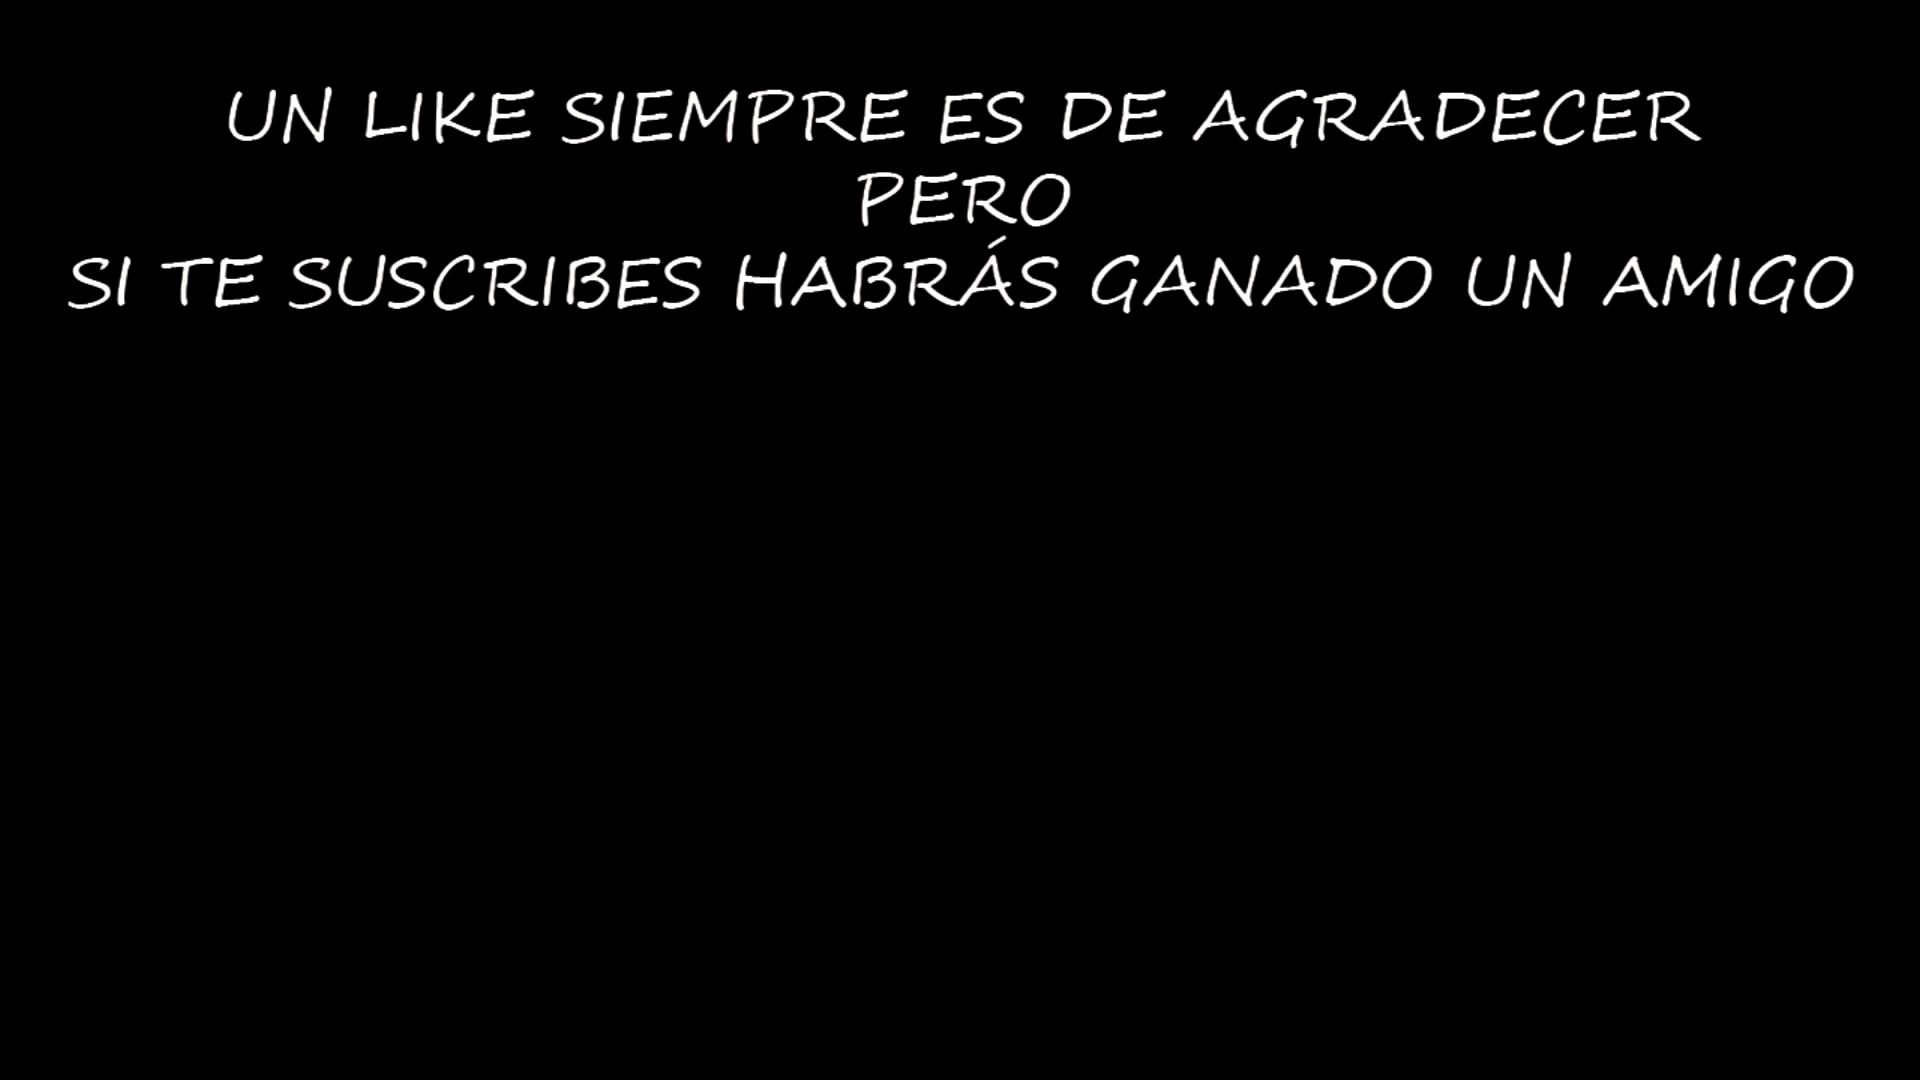 UN LIKE SIEMPRE ES DE AGRADECER
PERO
SI TE SUSCRIBES HABRÁS GANADO UN AMIGO